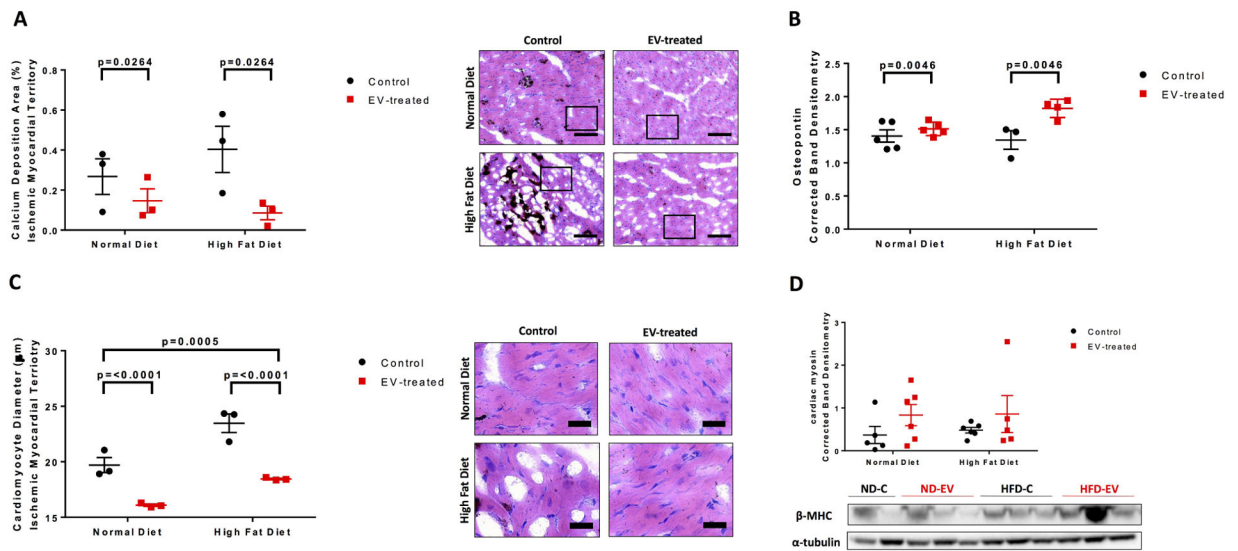 A
Calcium Deposition Area (%)
Ischemic Myocardial Territory
0.8
0.6
0.4
0.2
0.0
p=0.0264
p=0.0264
Normal Diet
High Fat Diet
Control
EV-treated
Control
EV-treated
Normal Diet
High Fat Diet
B
Osteopontin
Corrected Band Densitometry
2.5
2.0
1.5
1.0
0.5
0.0
p=0.0046
p=0.0046
Normal Diet
High Fat Diet
Control
EV-treated
C
Cardiomyocyte Diameter (m)
Ischemic Myocardial Territiotry
30
25
20
15
p=0.0005
p=<0.0001
p=<0.0001
Normal Diet
High Fat Diet
Control
EV-treated
Control
EV-treated
Normal Diet
High Fat Diet
D
cardiac myosin
Corrected Band Densitometry
3
2
1
0
Normal Diet
High Fat Diet
Control
EV-treated
ND-C
ND-EV
HFD-C
HFD-EV
β-MHC
α-tubulin